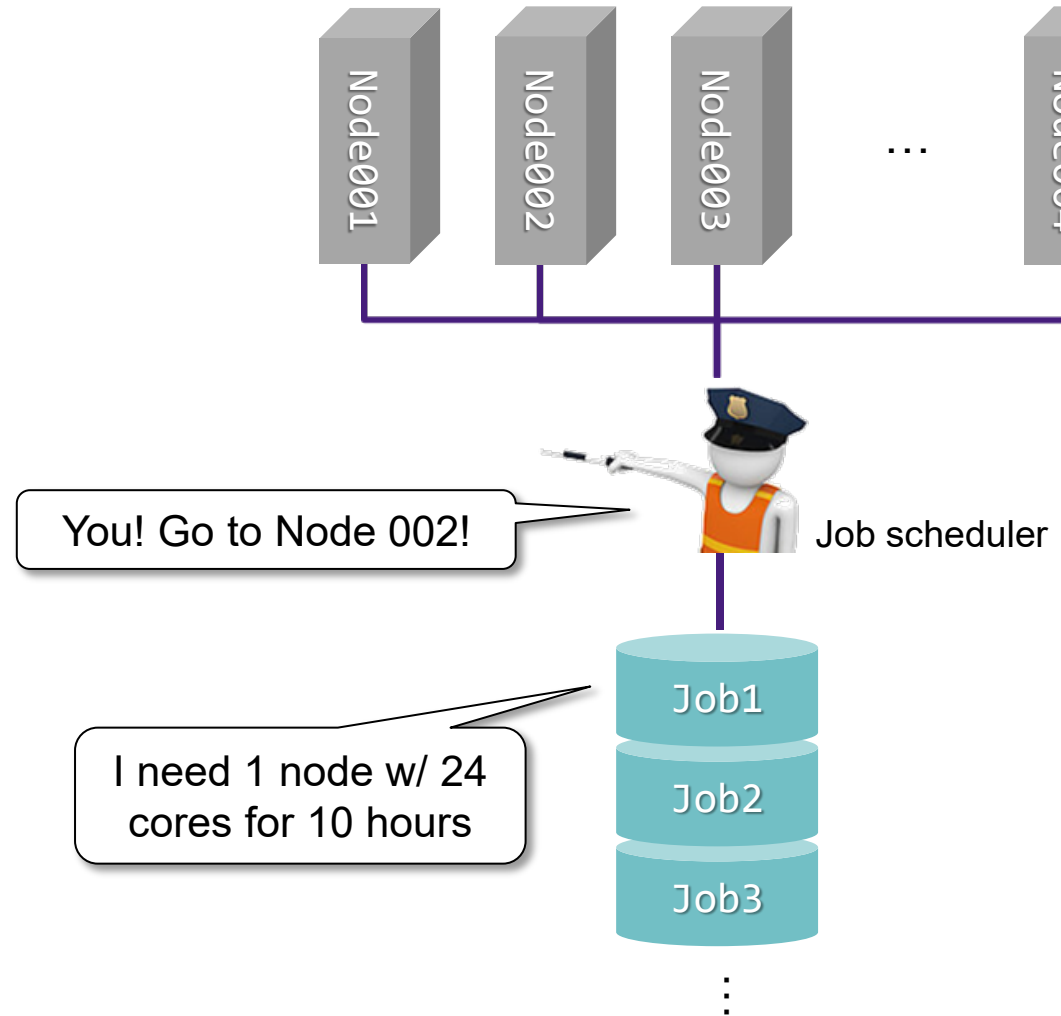 Node001
Node002
Node003
...
You! Go to Node 002!
Job scheduler
Job1
I need 1 node w/ 24
cores for 10 hours
Job2
Job3
...